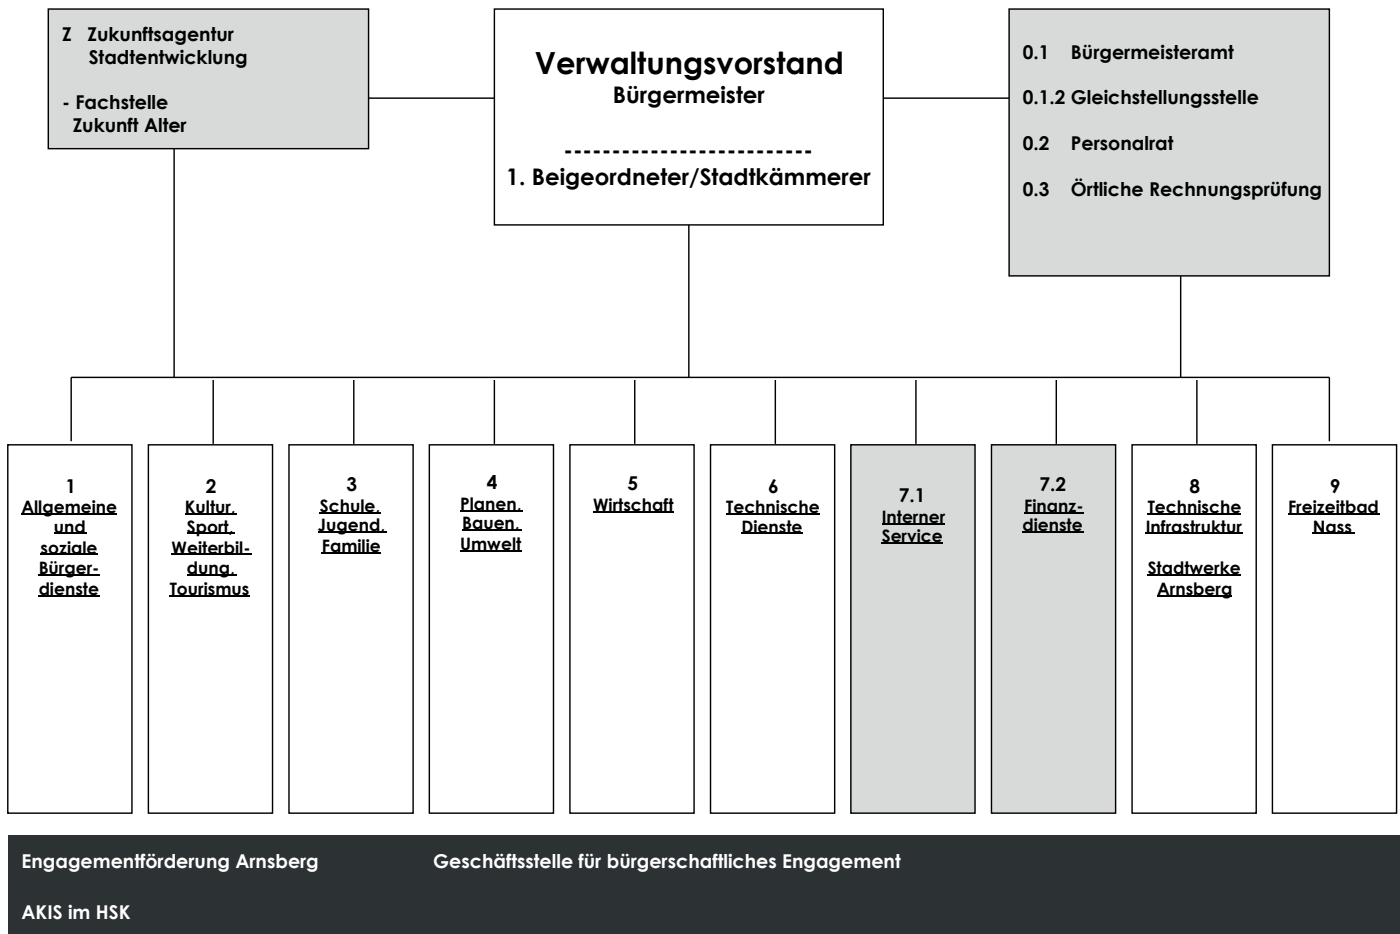 Z Zukunftsagentur
Stadtentwicklung
- Fachstelle
Zukunft Alter
Verwaltungsvorstand
Bürgermeister
--------------------------
1. Beigeordneter/Stadtkämmerer
0.1 Bürgermeisteramt
0.1.2 Gleichstellungsstelle
0.2 Personalrat
0.3 Örtliche Rechnungsprüfung
1
Allgemeine
und
soziale
Bürger-
dienste
2
Kultur,
Sport,
Weiterbil-
dung,
Tourismus
3
Schule,
Jugend,
Familie
4
Planen,
Bauen,
Umwelt
5
Wirtschaft
6
Technische
Dienste
7.1
Interner
Service
7.2
Finanz-
dienste
8
Technische
Infrastruktur
Stadtwerke
Arnsberg
9
Freizeitbad
Nass
Engagementförderung Arnsberg Geschäftsstelle für bürgerschaftliches Engagement
AKIS im HSK